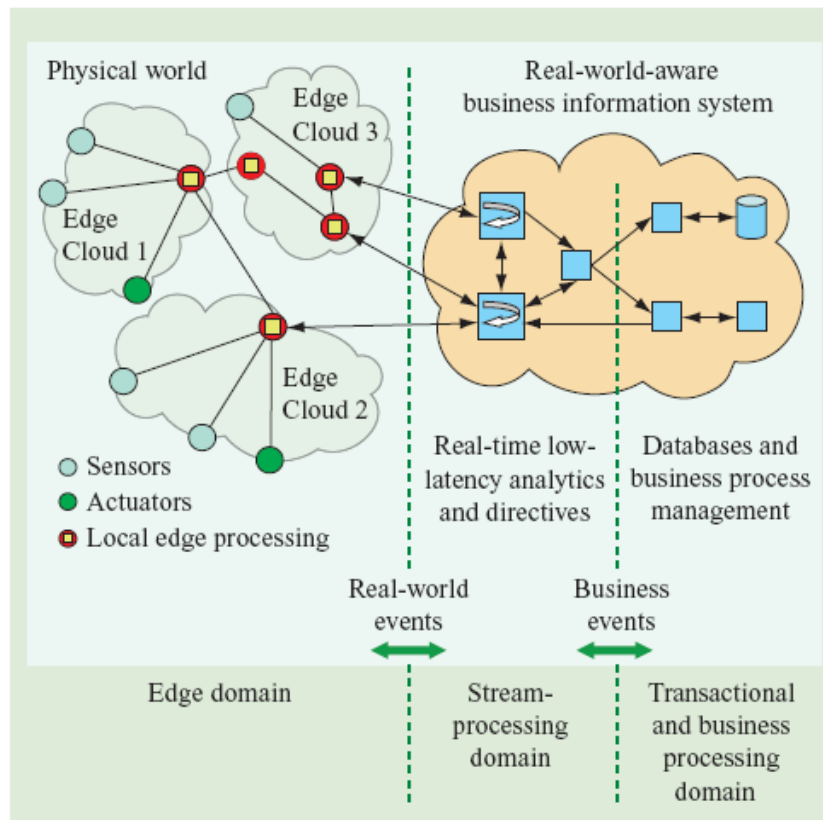 Physical world
Real-world-aware
business information system
Edge
Cloud 3
Edge
Cloud 1
Edge
Cloud 2
Sensors
Actuators
Local edge processing
Real-time low-
latency analytics
and directives
Databases and
business process
management
Real-world
events
Business
events
Edge domain
Stream-
processing
domain
Transactional
and business
processing
domain